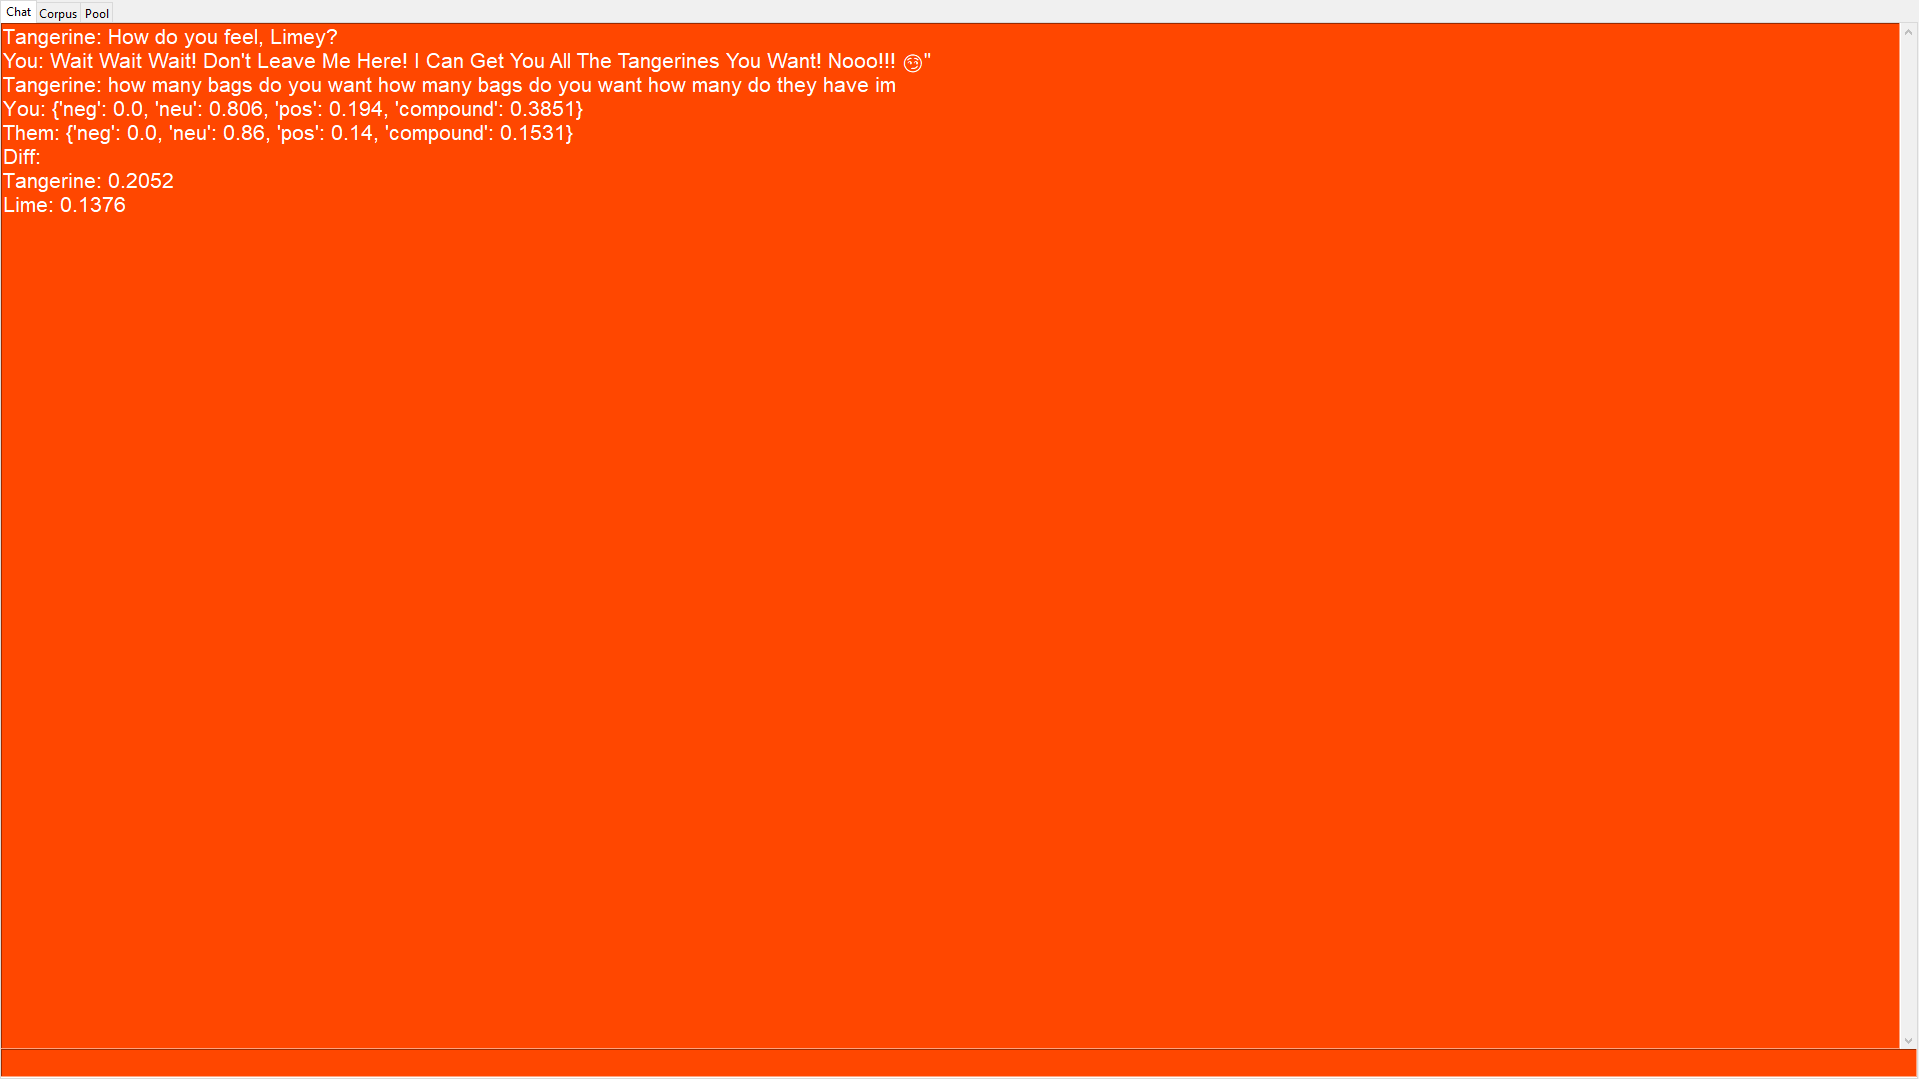 Chat Corpus Pool
Tangerine: How do you feel, Limey?
You: Wait Wait Wait! Don't Leave Me Here! I Can Get You All The Tangerines You Want! Nooo!!! 😏"
Tangerine: how many bags do you want how many bags do you want how many do they have im
You: {'neg': 0.0, 'neu': 0.806, 'pos': 0.194, 'compound': 0.3851}
Them: {'neg': 0.0, 'neu': 0.86, 'pos': 0.14, 'compound': 0.1531}
Diff:
Tangerine: 0.2052
Lime: 0.1376